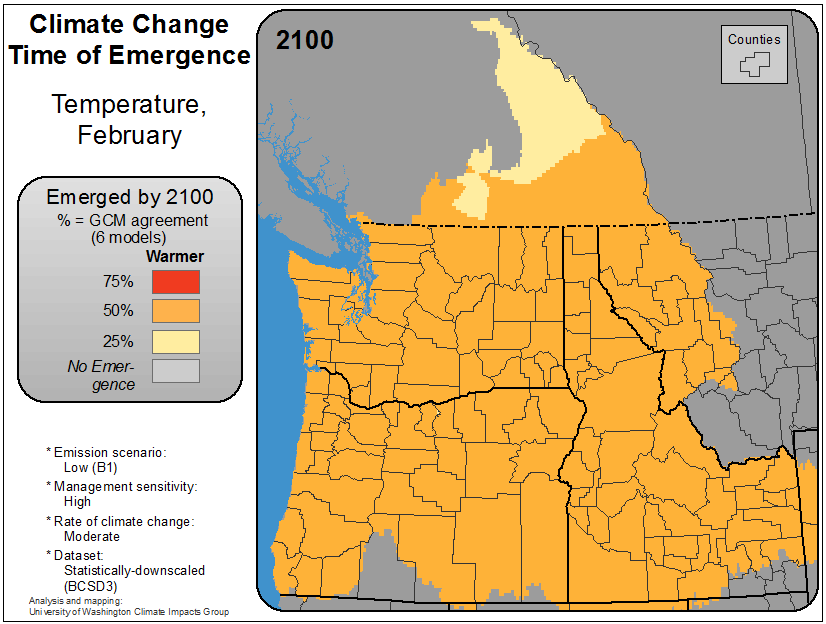 Climate Change
Time of Emergence
Temperature,
February
Emerged by 2100
% = GCM agreement
(6 models)
Warmer
75%
50%
25%
No Emer-
gence
* Emission scenario:
Low (B1)
* Management sensitivity:
High
* Rate of climate change:
Moderate
* Dataset:
Statistically-downscaled
(BCSD3)
Analysis and mapping:
University of Washington Climate Impacts Group
2100
Counties